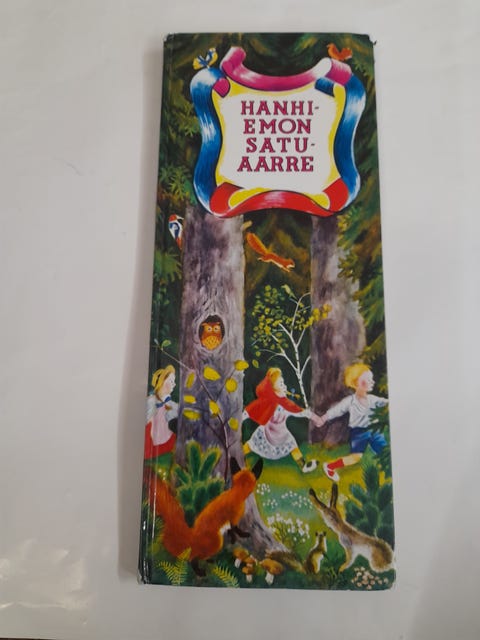 HANHI-
EMON
SATU-
AARRE